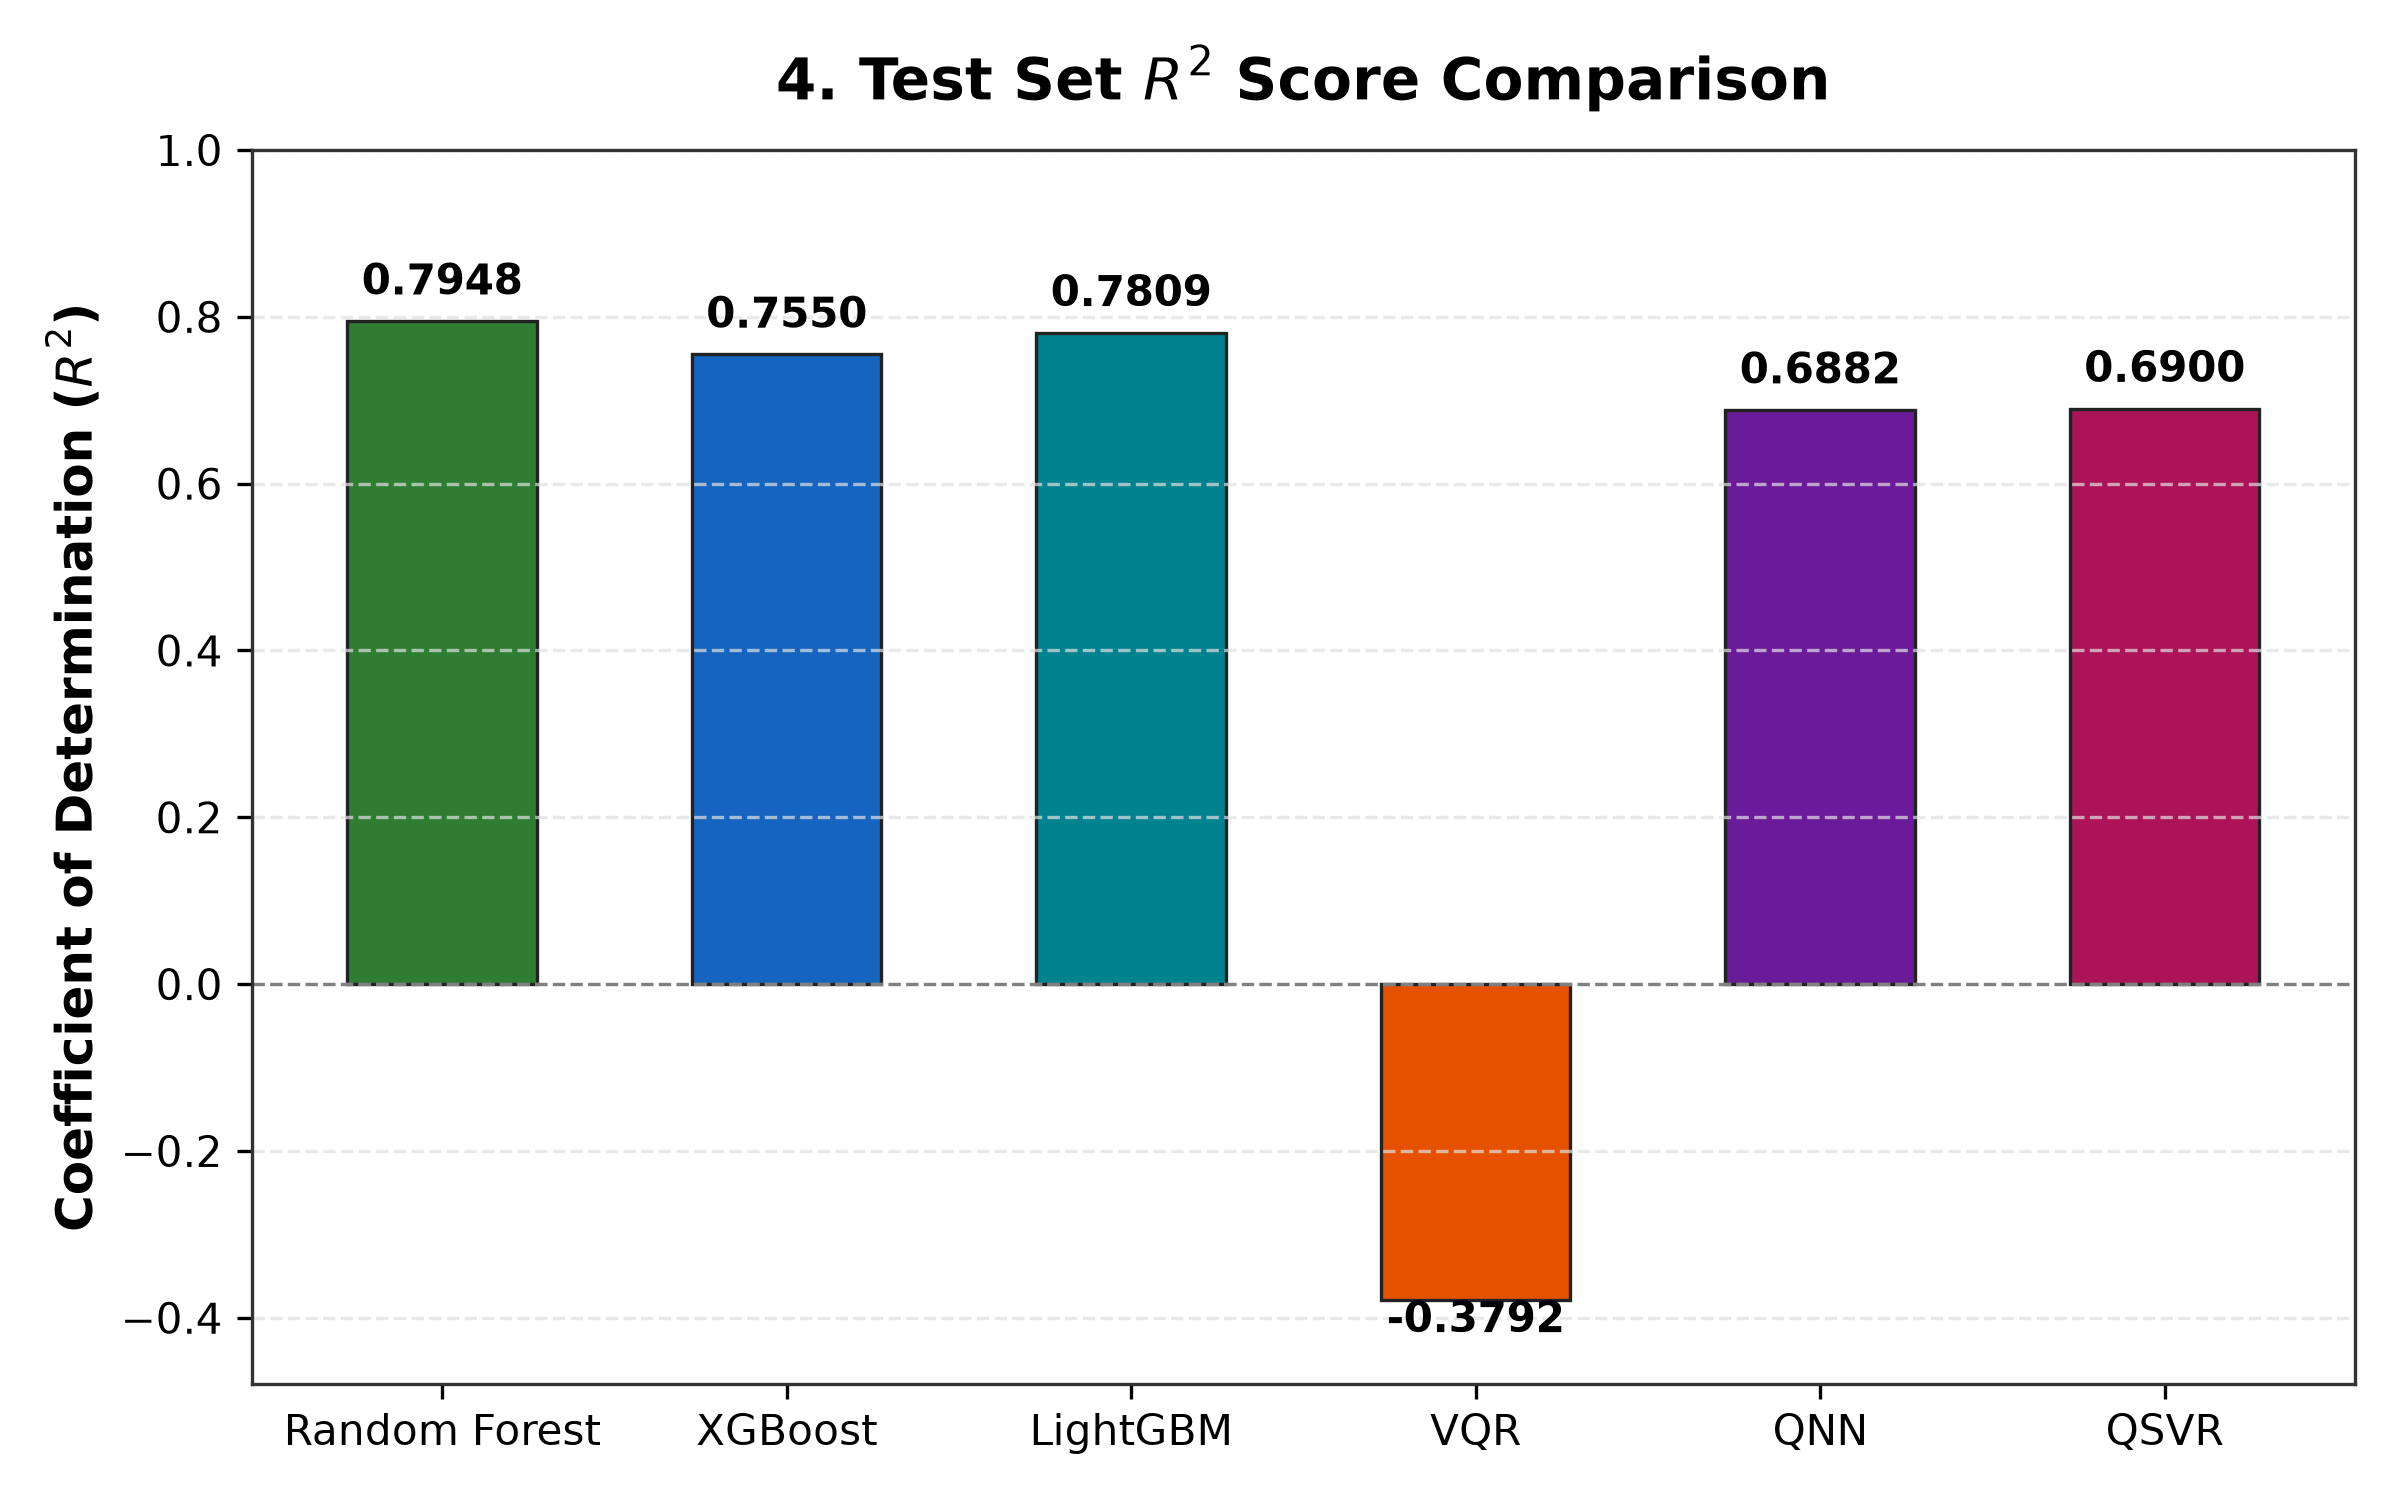 4. Test Set R² Score Comparison
Coefficient of Determination (R²)
1.0
0.8
0.6
0.4
0.2
0.0
−0.2
−0.4
0.7948
0.7550
0.7809
-0.3792
0.6882
0.6900
Random Forest
XGBoost
LightGBM
VQR
QNN
QSVR